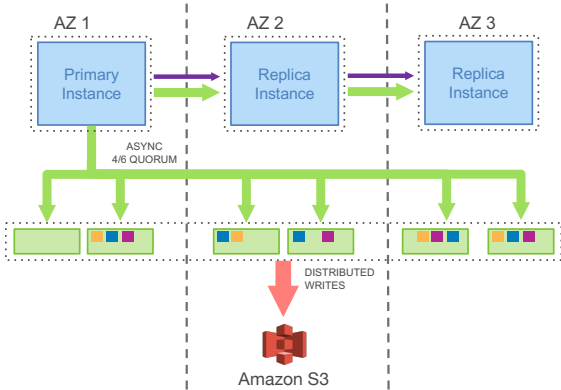 AZ 1
AZ 2
AZ 3
Primary
Instance
Replica
Instance
Replica
Instance
ASYNC
4/6 QUORUM
DISTRIBUTED
WRITES
Amazon S3